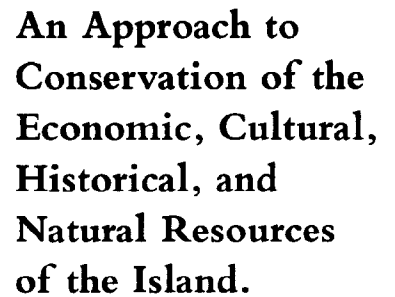 An Approach to
Conservation of the
Economic, Cultural,
Historical, and
Natural Resources
of the Island.